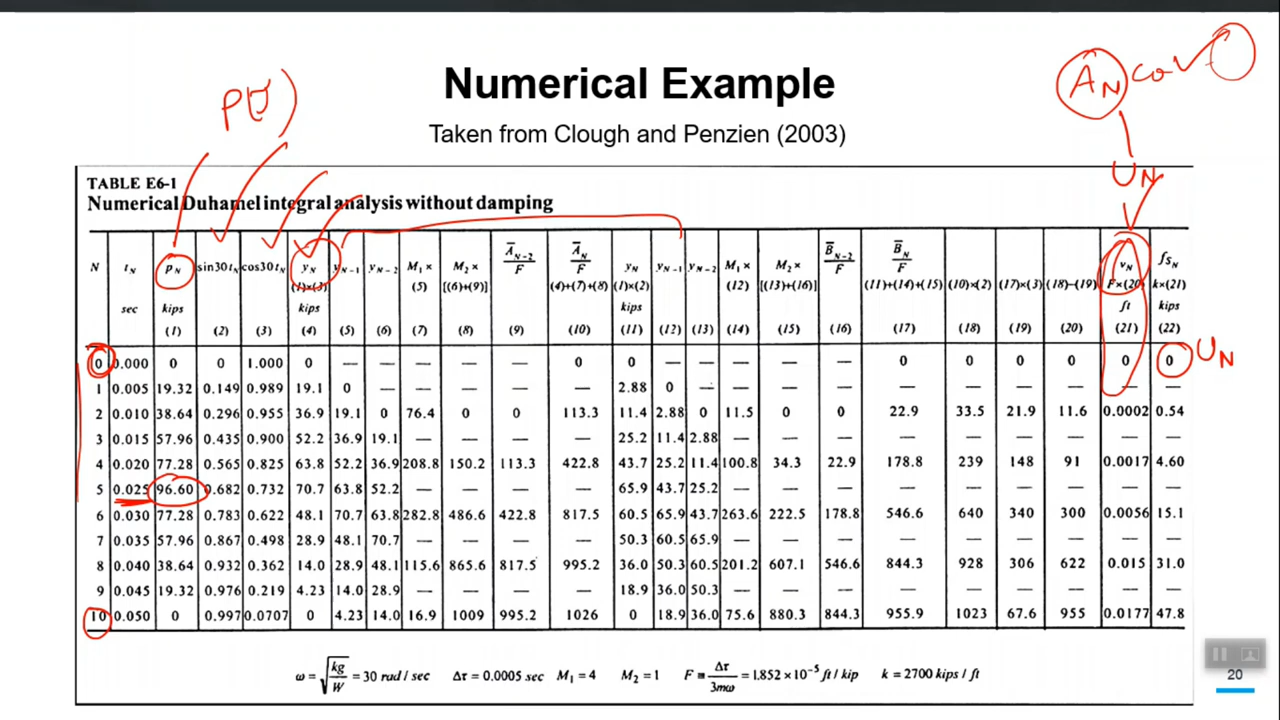 P(τ)
A̅N cos
UN
Numerical Example
Taken from Clough and Penzien (2003)
TABLE E6-1
Numerical Duhamel integral analysis without damping
N tN pN sin30tN cos30tN yN yN−1 yN−2 M1× M2× A̅N−2/F A̅N/F yN yN−1 yN−2 M1× M2× B̅N−2/F B̅N/F vN fSN
(1)×(3) (5) [(6)+(9)] (4)+(7)+(8) (1)×(2) (12) [(13)+(16)] (11)+(14)+(15) (10)×(2) (17)×(3) (18)−(19) F×(20) k×(21)
sec kips kips kips ft kips
(1) (2) (3) (4) (5) (6) (7) (8) (9) (10) (11) (12) (13) (14) (15) (16) (17) (18) (19) (20) (21) (22)
0 0.000 0 0 1.000 0 — — — — — 0 0 — — — — — 0 0 0 0 0 0
UN
1 0.005 19.32 0.149 0.989 19.1 0 — — — — — 2.88 0 — — — — — — — — — —
2 0.010 38.64 0.296 0.955 36.9 19.1 0 76.4 0 0 113.3 11.4 2.88 0 11.5 0 0 22.9 33.5 21.9 11.6 0.0002 0.54
3 0.015 57.96 0.435 0.900 52.2 36.9 19.1 — — — — 25.2 11.4 2.88 — — — — — — — — —
4 0.020 77.28 0.565 0.825 63.8 52.2 36.9 208.8 150.2 113.3 422.8 43.7 25.2 11.4 100.8 34.3 22.9 178.8 239 148 91 0.0017 4.60
5 0.025 96.60 0.682 0.732 70.7 63.8 52.2 — — — — 65.9 43.7 25.2 — — — — — — — — —
6 0.030 77.28 0.783 0.622 48.1 70.7 63.8 282.8 486.6 422.8 817.5 60.5 65.9 43.7 263.6 222.5 178.8 546.6 640 340 300 0.0056 15.1
7 0.035 57.96 0.867 0.498 28.9 48.1 70.7 — — — — 50.3 60.5 65.9 — — — — — — — — —
8 0.040 38.64 0.932 0.362 14.0 28.9 48.1 115.6 865.6 817.5 995.2 36.0 50.3 60.5 201.2 607.1 546.6 844.3 928 306 622 0.015 31.0
9 0.045 19.32 0.976 0.219 4.23 14.0 28.9 — — — — 18.9 36.0 50.3 — — — — — — — — —
10 0.050 0 0.997 0.0707 0 4.23 14.0 16.9 1009 995.2 1026 0 18.9 36.0 75.6 880.3 844.3 955.9 1023 67.6 955 0.0177 47.8
ω = √(kg/W) = 30 rad / sec Δτ = 0.0005 sec M1 = 4 M2 = 1 F = Δτ/3mω = 1.852 × 10⁻⁵ ft / kip k = 2700 kips / ft
20